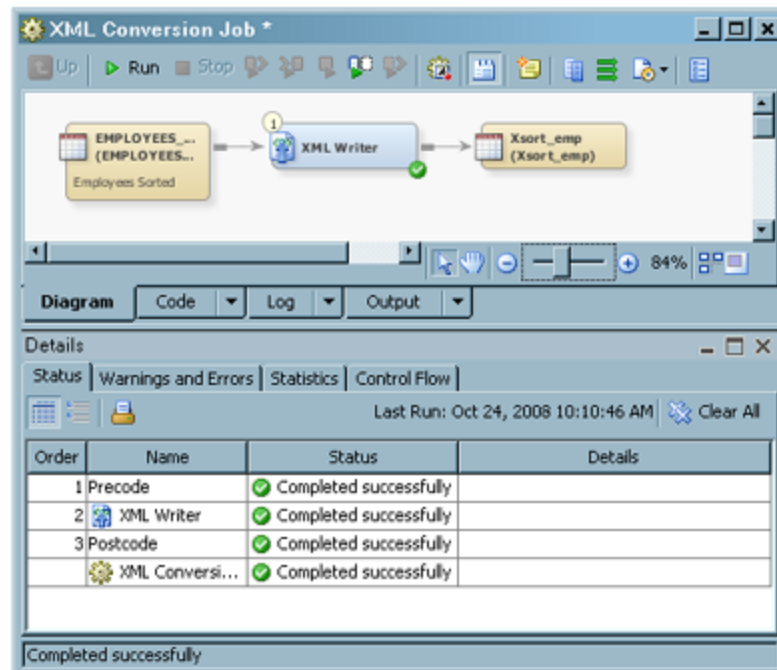 XML Conversion Job *
Up Run Stop
EMPLOYEES_...
(EMPLOYEES...
Employees Sorted
1
XML Writer
Xsort_emp
(Xsort_emp)
84%
Diagram Code Log Output
Details
Status Warnings and Errors Statistics Control Flow
Last Run: Oct 24, 2008 10:10:46 AM Clear All
Order Name Status Details
1 Precode Completed successfully
2 XML Writer Completed successfully
3 Postcode Completed successfully
XML Conversi... Completed successfully
Completed successfully